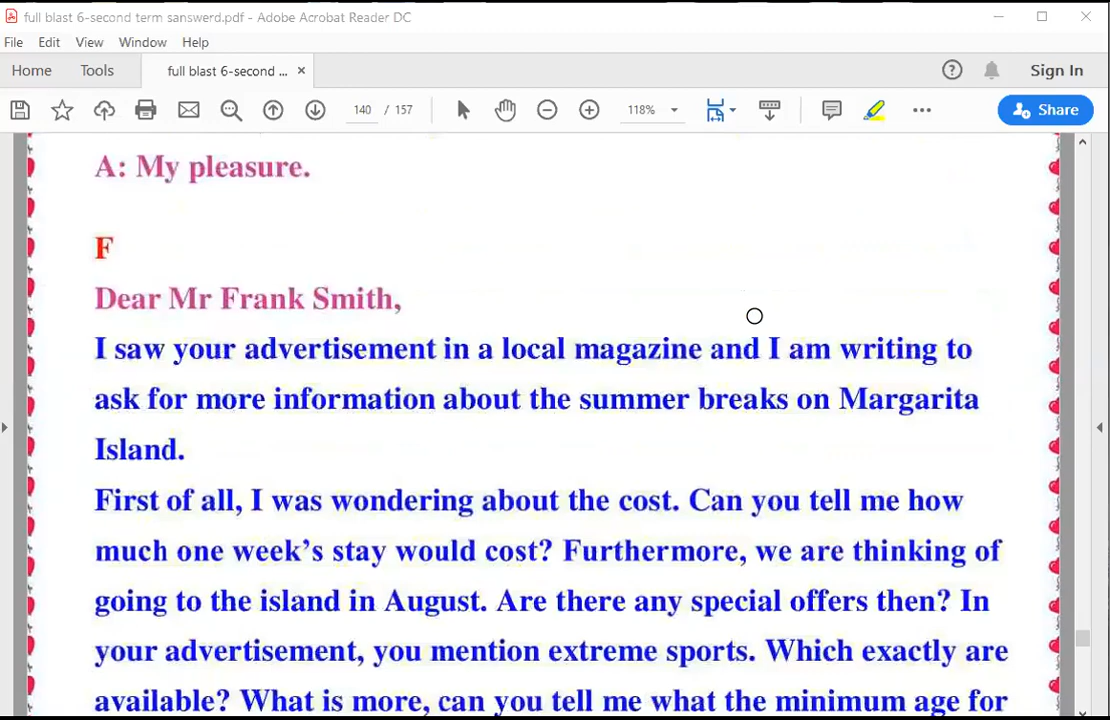 full blast 6-second term sanswerd.pdf - Adobe Acrobat Reader DC
File Edit View Window Help
Home Tools full blast 6-second ... ×
140 / 157 118% Share
Sign In
A: My pleasure.
F
Dear Mr Frank Smith,
I saw your advertisement in a local magazine and I am writing to
ask for more information about the summer breaks on Margarita
Island.
First of all, I was wondering about the cost. Can you tell me how
much one week's stay would cost? Furthermore, we are thinking of
going to the island in August. Are there any special offers then? In
your advertisement, you mention extreme sports. Which exactly are
available? What is more, can you tell me what the minimum age for